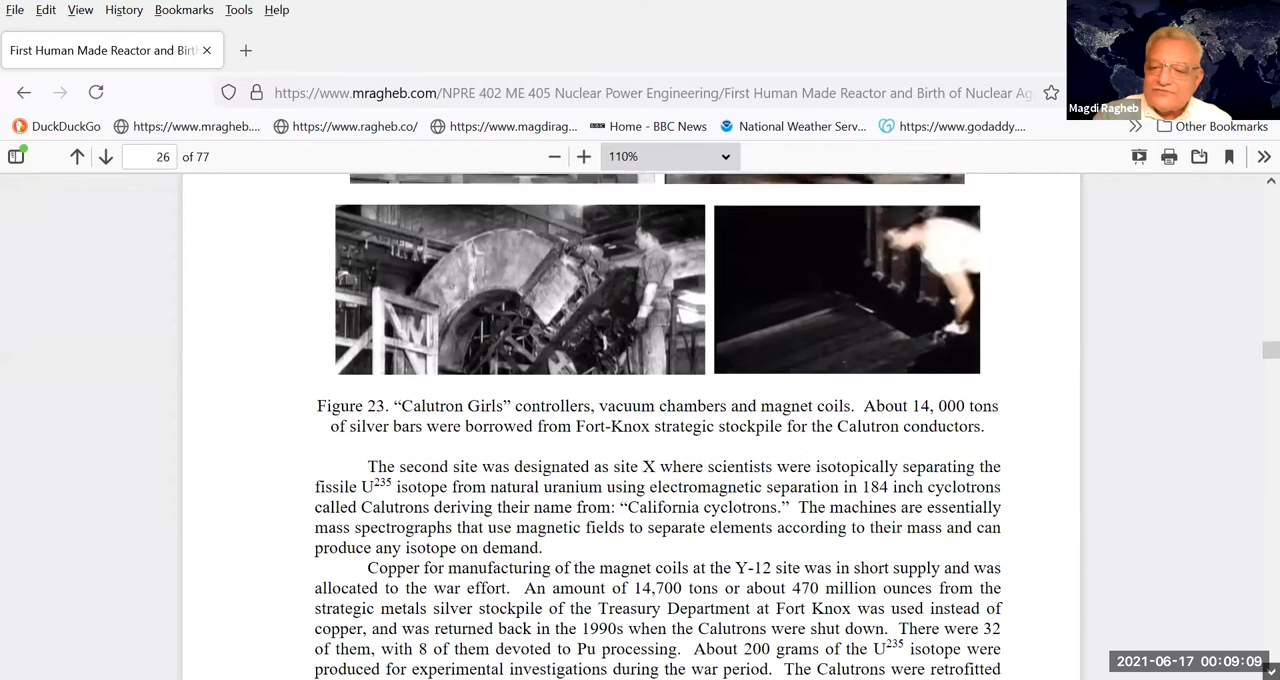 File Edit View History Bookmarks Tools Help
First Human Made Reactor and Birt
https://www.mragheb.com/NPRE 402 ME 405 Nuclear Power Engineering/First Human Made Reactor and Birth of Nuclear Ag
Magdi Ragheb
DuckDuckGo https://www.mragheb.... https://www.ragheb.co/ https://www.magdirag... BBC Home - BBC News National Weather Serv... https://www.godaddy.... Other Bookmarks
26 of 77 110%
Figure 23. “Calutron Girls” controllers, vacuum chambers and magnet coils. About 14, 000 tons
of silver bars were borrowed from Fort-Knox strategic stockpile for the Calutron conductors.
The second site was designated as site X where scientists were isotopically separating the
fissile U²³⁵ isotope from natural uranium using electromagnetic separation in 184 inch cyclotrons
called Calutrons deriving their name from: “California cyclotrons.” The machines are essentially
mass spectrographs that use magnetic fields to separate elements according to their mass and can
produce any isotope on demand.
Copper for manufacturing of the magnet coils at the Y-12 site was in short supply and was
allocated to the war effort. An amount of 14,700 tons or about 470 million ounces from the
strategic metals silver stockpile of the Treasury Department at Fort Knox was used instead of
copper, and was returned back in the 1990s when the Calutrons were shut down. There were 32
of them, with 8 of them devoted to Pu processing. About 200 grams of the U²³⁵ isotope were
produced for experimental investigations during the war period. The Calutrons were retrofitted
2021-06-17 00:09:09